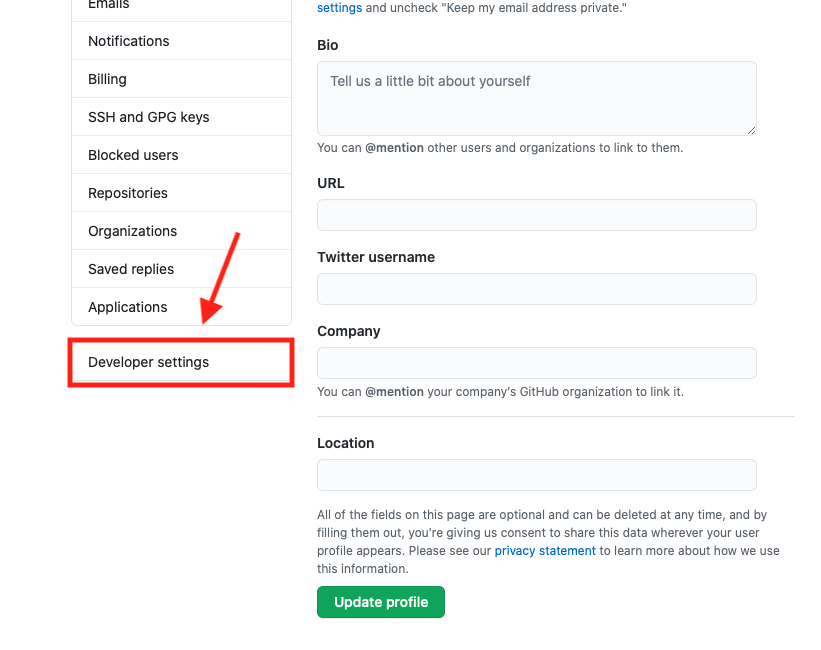 Emails
Notifications
Billing
SSH and GPG keys
Blocked users
Repositories
Organizations
Saved replies
Applications
Developer settings
settings and uncheck "Keep my email address private."
Bio
Tell us a little bit about yourself
You can @mention other users and organizations to link to them.
URL
Twitter username
Company
You can @mention your company's GitHub organization to link it.
Location
All of the fields on this page are optional and can be deleted at any time, and by
filling them out, you're giving us consent to share this data wherever your user
profile appears. Please see our privacy statement to learn more about how we use
this information.
Update profile